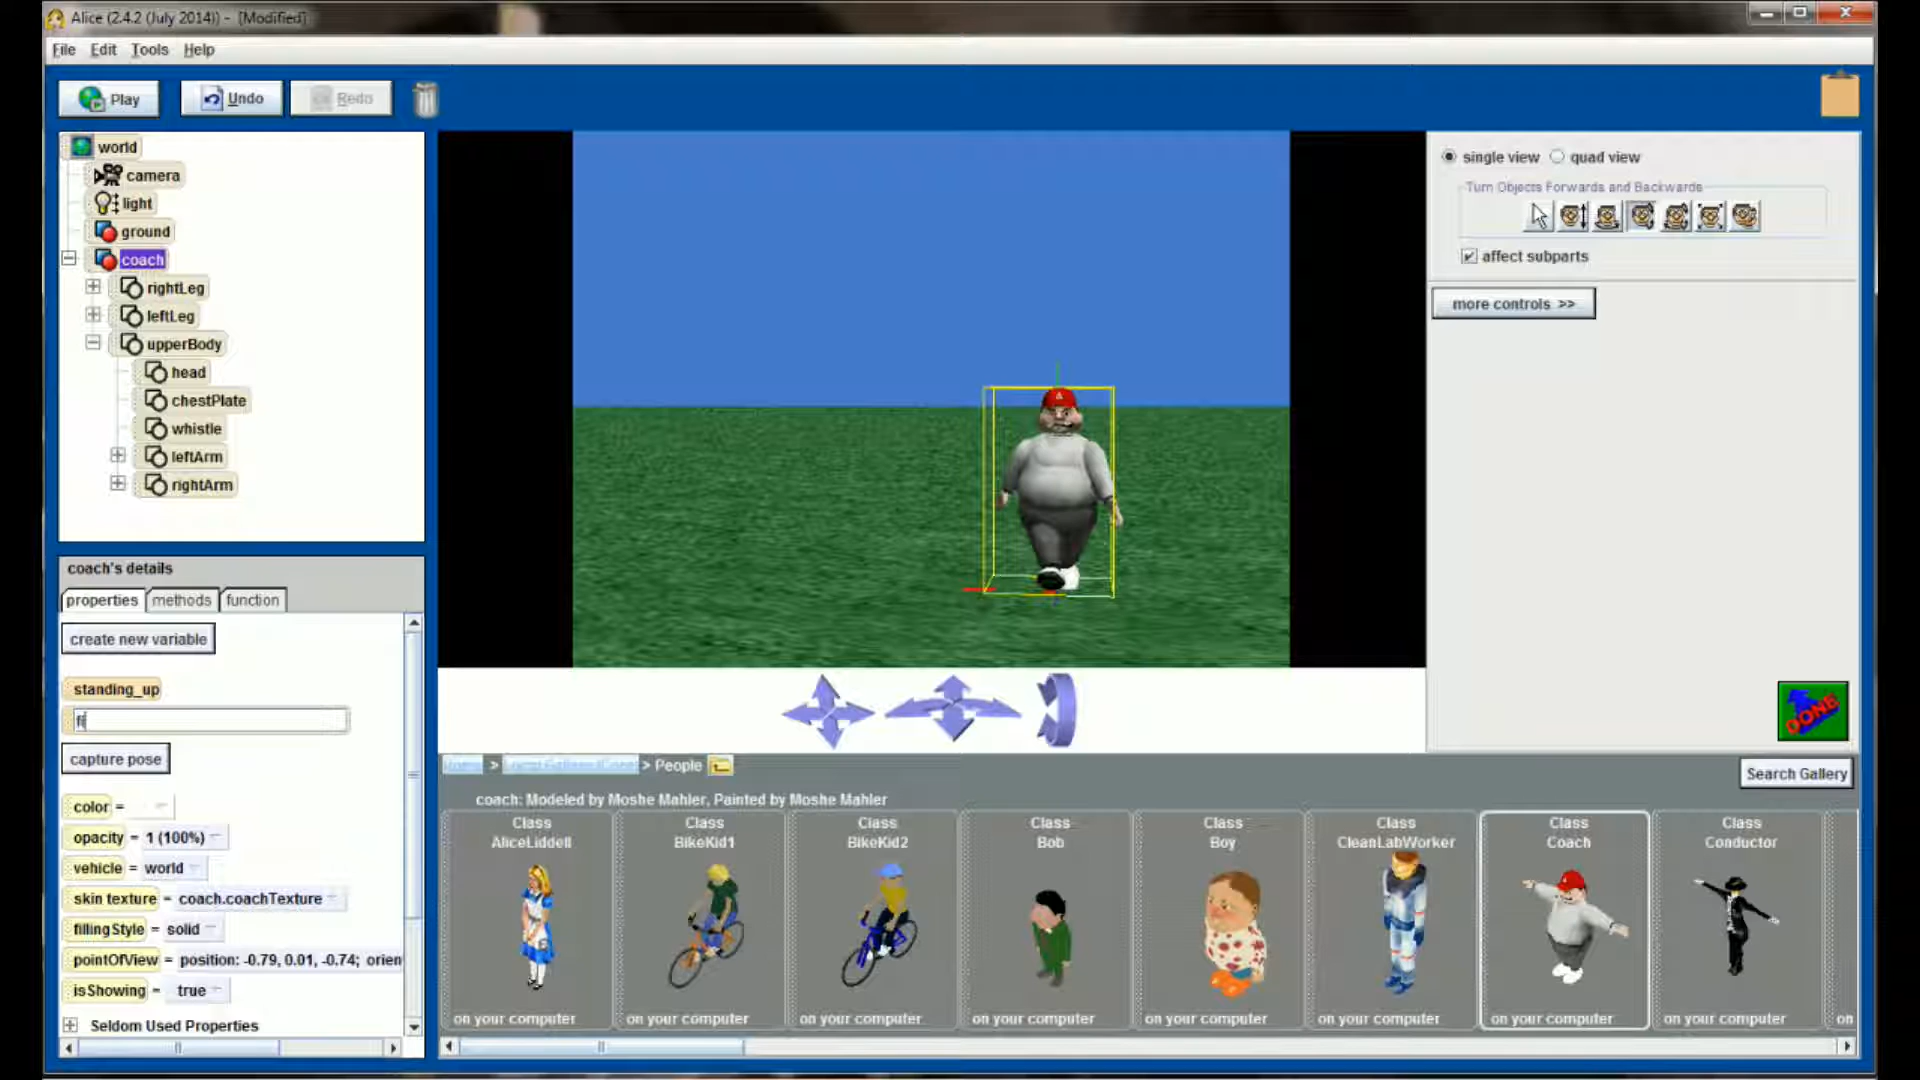 Alice (2.4.2 (July 2014)) - [Modified]
File Edit Tools Help
Play Undo Redo
world
camera
light
ground
coach
rightLeg
leftLeg
upperBody
head
chestPlate
whistle
leftArm
rightArm
single view quad view
Turn Objects Forwards and Backwards
affect subparts
more controls >>
DONE
coach's details
properties methods function
create new variable
standing_up
capture pose
color =
opacity = 1 (100%)
vehicle = world
skin texture = coach.coachTexture
fillingStyle = solid
pointOfView = position: -0.79, 0.01, -0.74; orien
isShowing = true
Seldom Used Properties
> > People
Search Gallery
coach: Modeled by Moshe Mahler, Painted by Moshe Mahler
Class Class Class Class Class Class Class Class
AliceLiddell BikeKid1 BikeKid2 Bob Boy CleanLabWorker Coach Conductor
on your computer on your computer on your computer on your computer on your computer on your computer on your computer on your computer on